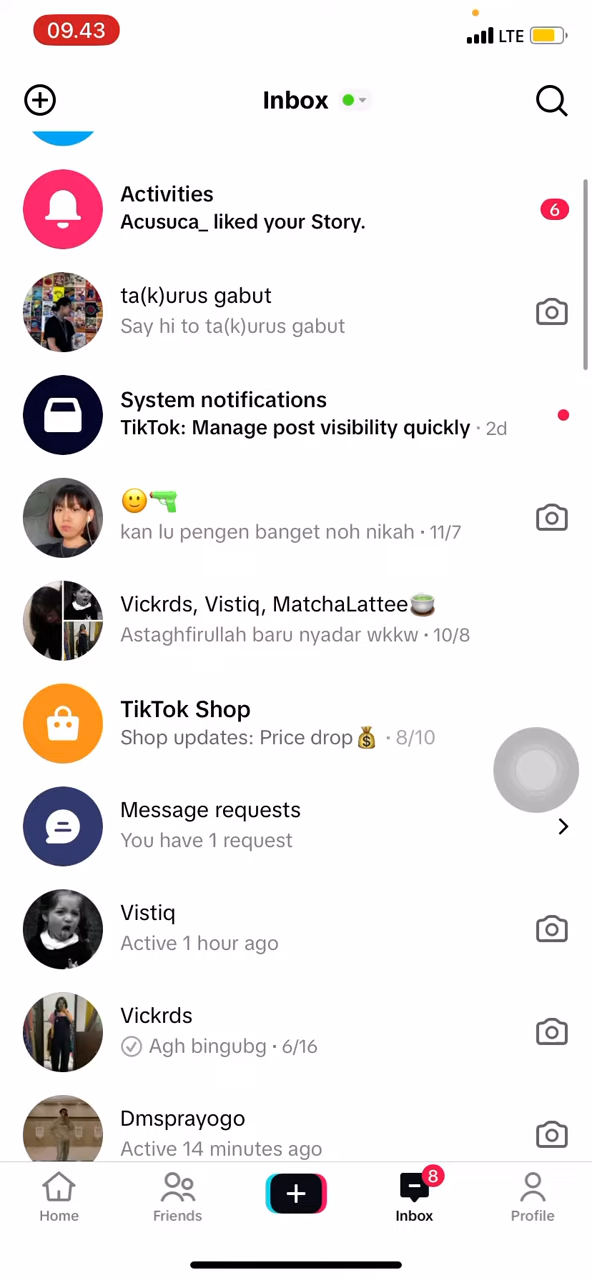 09.43
LTE
Inbox
Activities
Acusuca_ liked your Story.
6
ta(k)urus gabut
Say hi to ta(k)urus gabut
System notifications
TikTok: Manage post visibility quickly · 2d
🙂🔫
kan lu pengen banget noh nikah · 11/7
Vickrds, Vistiq, MatchaLattee🍵
Astaghfirullah baru nyadar wkkw · 10/8
TikTok Shop
Shop updates: Price drop💰 · 8/10
Message requests
You have 1 request
Vistiq
Active 1 hour ago
Vickrds
Agh bingubg · 6/16
Dmsprayogo
Active 14 minutes ago
8
Home
Friends
Inbox
Profile